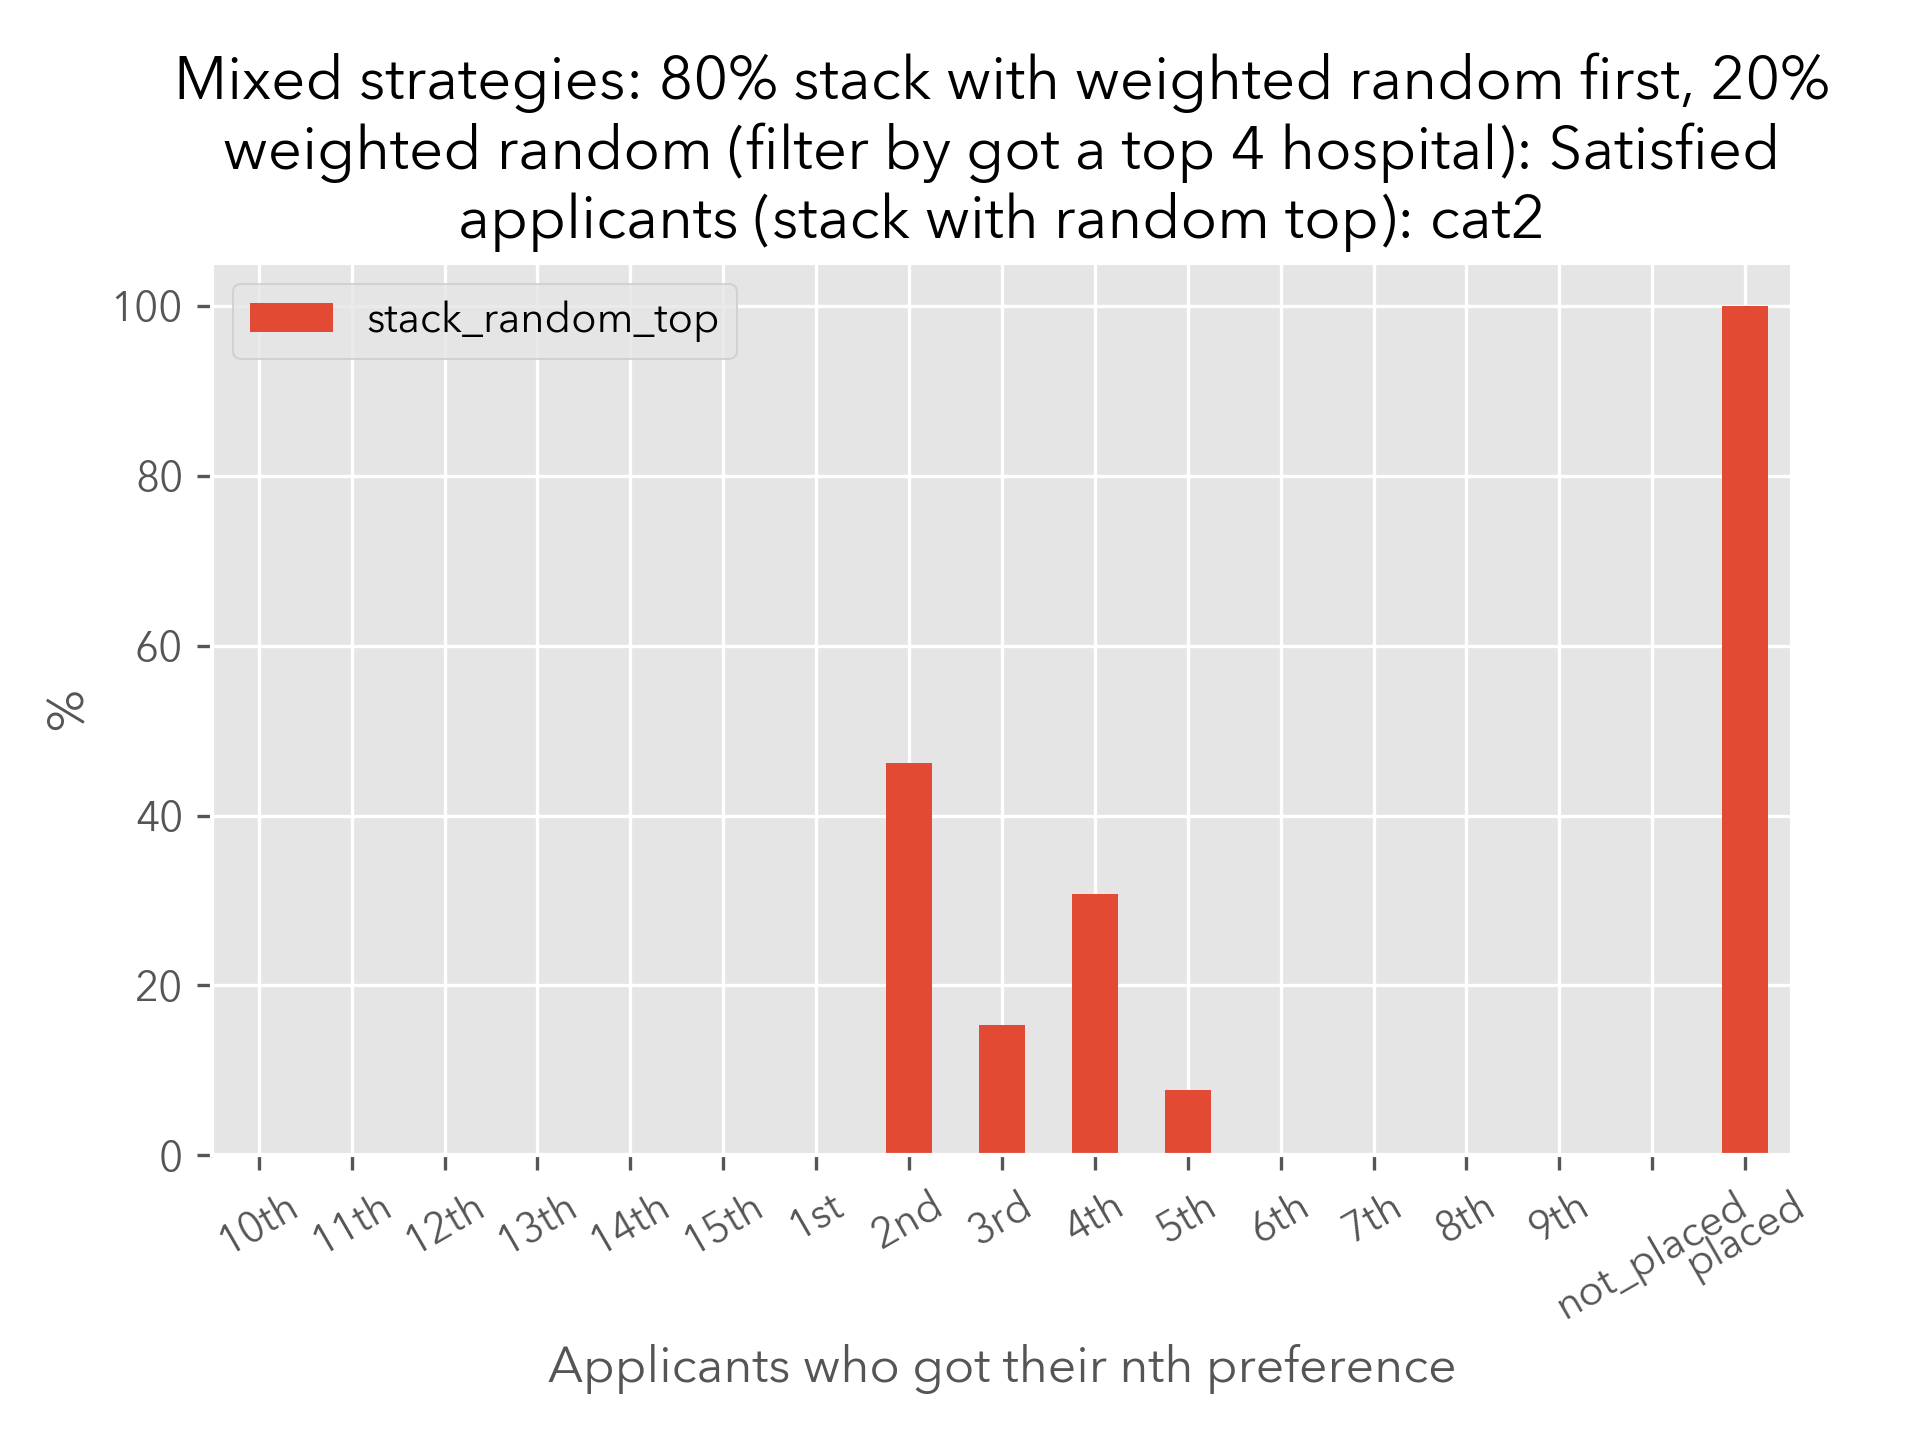 Mixed strategies: 80% stack with weighted random first, 20%
weighted random (filter by got a top 4 hospital): Satisfied
applicants (stack with random top): cat2
stack_random_top
100
80
60
40
20
0
%
10th
11th
12th
13th
14th
15th
1st
2nd
3rd
4th
5th
6th
7th
8th
9th
not_placed
placed
Applicants who got their nth preference